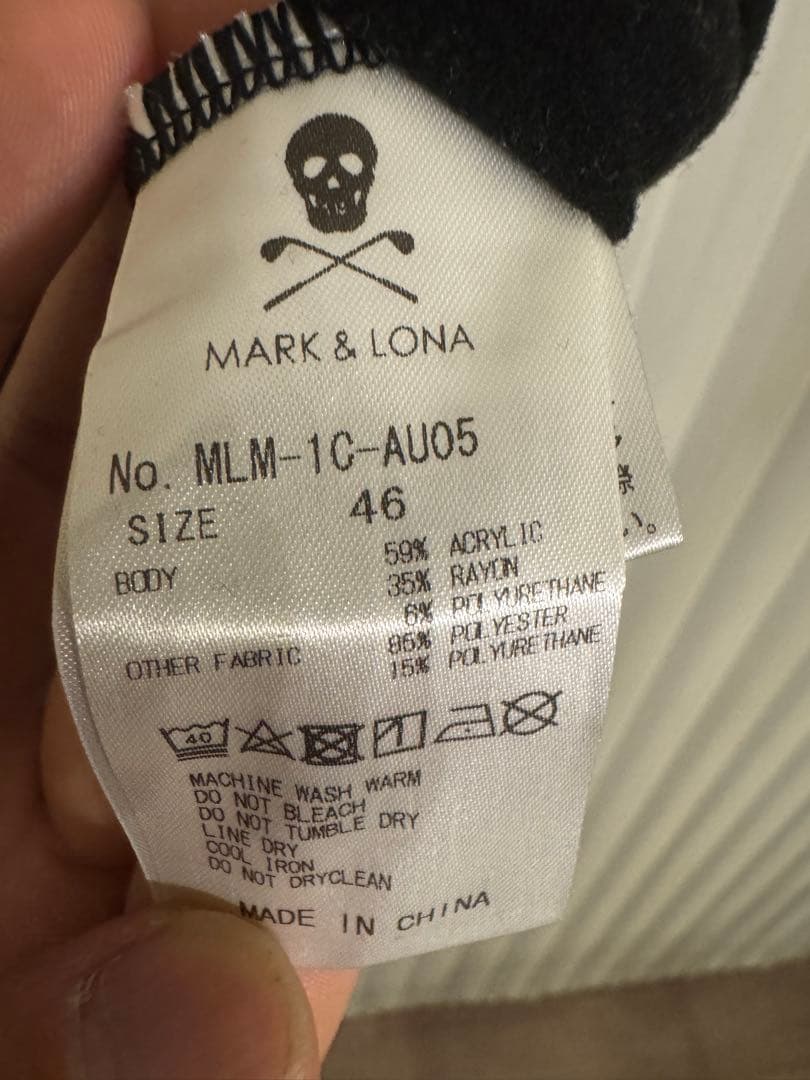 MARK & LONA
No. MLM-1C-AU05
SIZE 46
BODY 59% ACRYLIC
35% RAYON
6% POLYURETHANE
OTHER FABRIC 85% POLYESTER
15% POLYURETHANE
40
MACHINE WASH WARM
DO NOT BLEACH
DO NOT TUMBLE DRY
LINE DRY
COOL IRON
DO NOT DRYCLEAN
MADE IN CHINA
い。